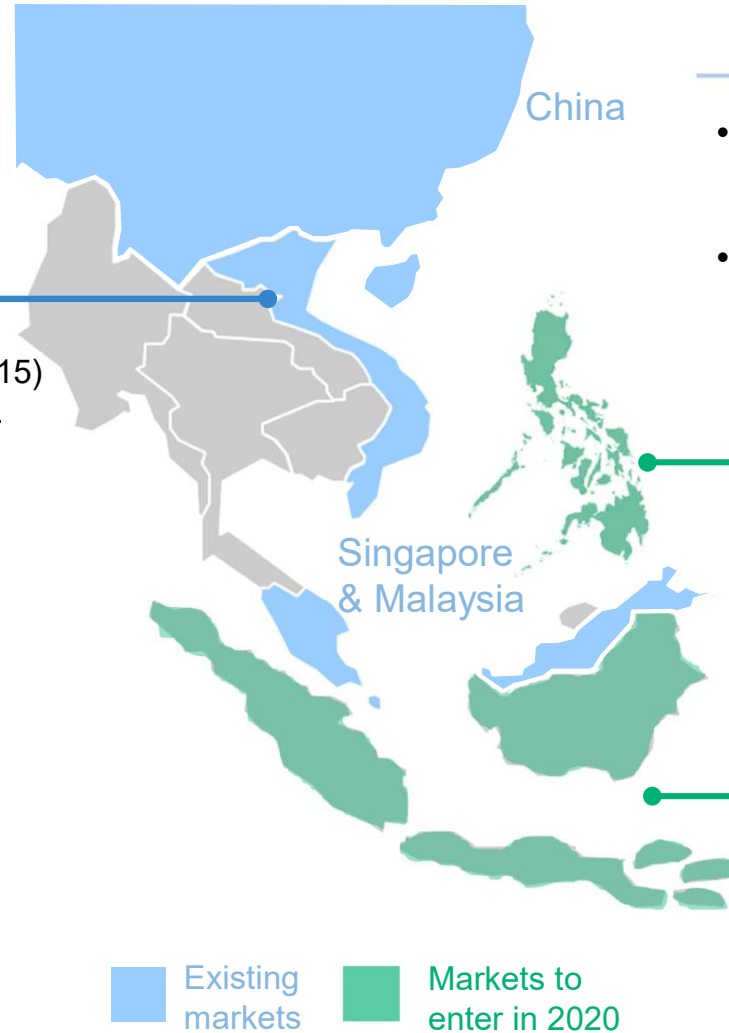 China
•
•
15)
.
Singapore
& Malaysia
Existing
markets
Markets to
enter in 2020